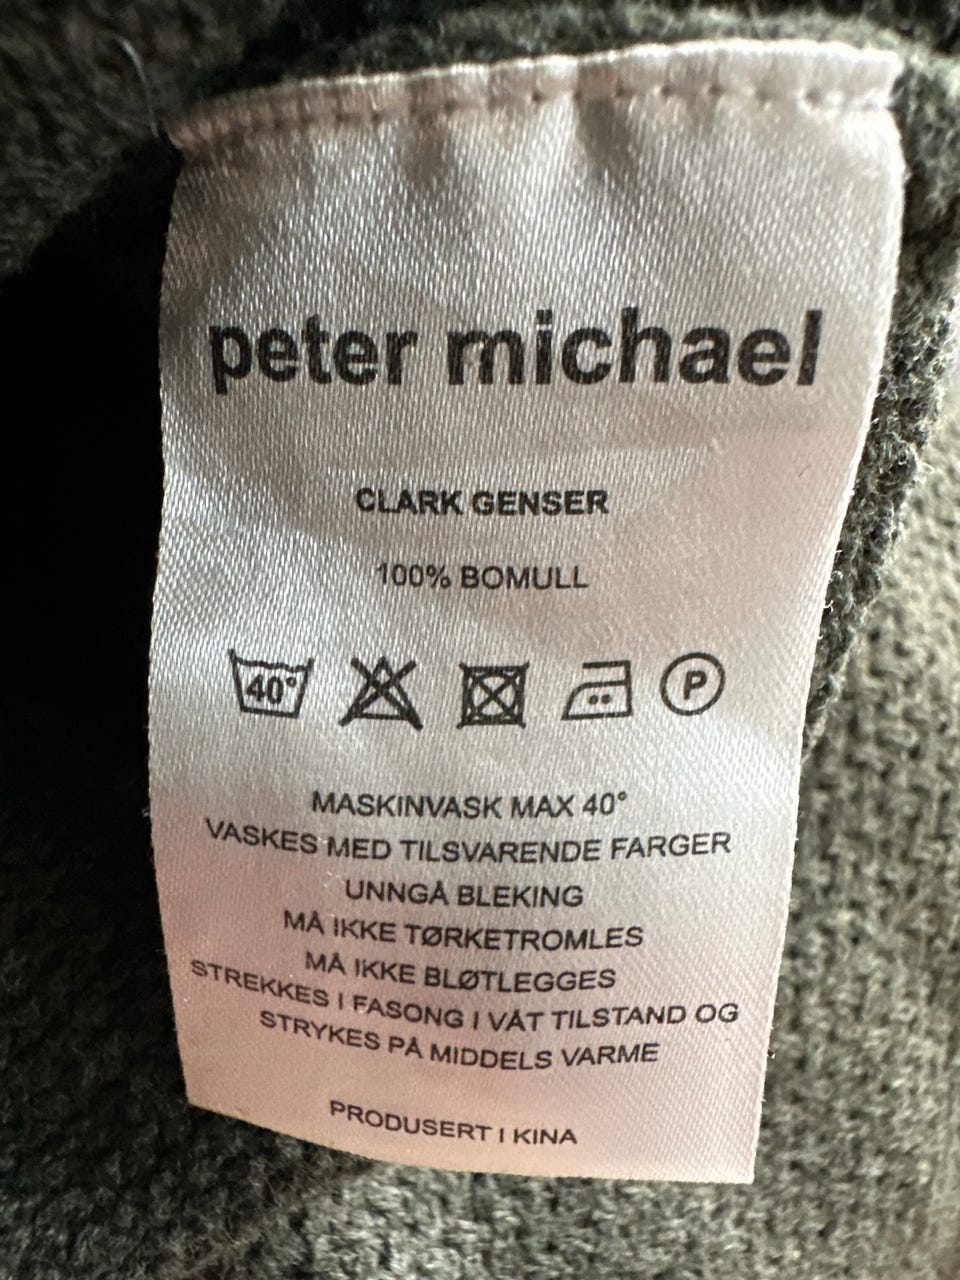 peter michael
CLARK GENSER
100% BOMULL
40° P
MASKINVASK MAX 40°
VASKES MED TILSVARENDE FARGER
UNNGÅ BLEKING
MÅ IKKE TØRKETROMLES
MÅ IKKE BLØTLEGGES
STREKKES I FASONG I VÅT TILSTAND OG
STRYKES PÅ MIDDELS VARME
PRODUSERT I KINA